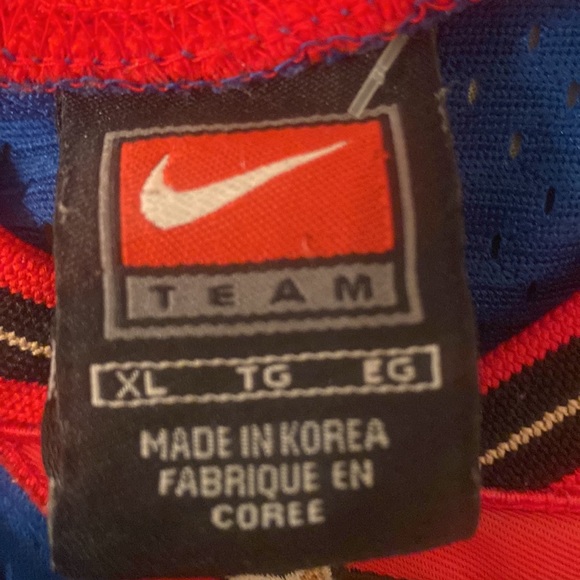 TEAM
XL TG EG
MADE IN KOREA
FABRIQUE EN
COREE